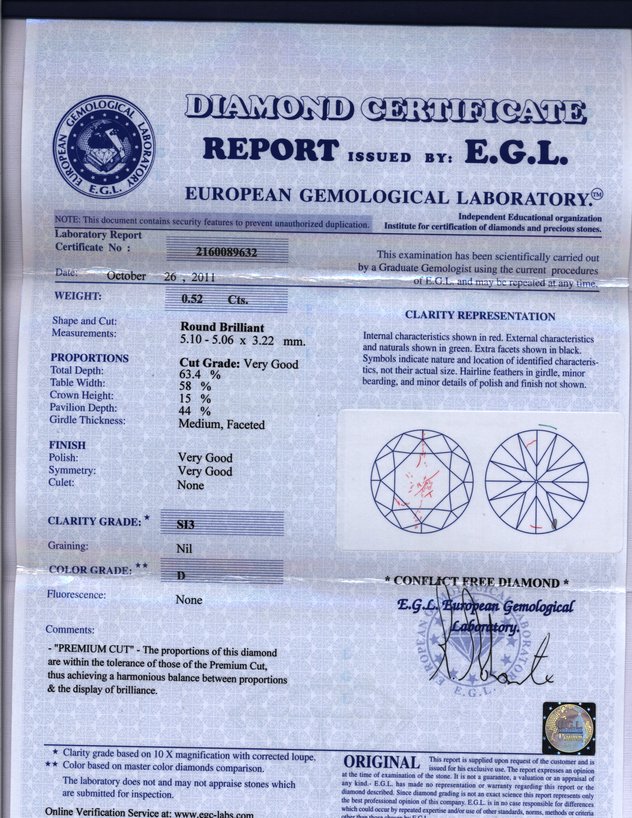 DIAMOND CERTIFICATE
REPORT ISSUED BY: E.G.L.
EUROPEAN GEMOLOGICAL LABORATORY.™
EUROPEAN GEMOLOGICAL LABORATORY
E.G.L.
NOTE: This document contains security features to prevent unauthorized duplication.
Independent Educational organization
Institute for certification of diamonds and precious stones.
Laboratory Report
Certificate No : 2160089632
Date: October 26 , 2011
WEIGHT: 0.52 Cts.
Shape and Cut: Round Brilliant
Measurements: 5.10 - 5.06 x 3.22 mm.
PROPORTIONS Cut Grade: Very Good
Total Depth: 63.4 %
Table Width: 58 %
Crown Height: 15 %
Pavilion Depth: 44 %
Girdle Thickness: Medium, Faceted
FINISH
Polish: Very Good
Symmetry: Very Good
Culet: None
CLARITY GRADE: * SI3
Graining: Nil
COLOR GRADE: ** D
Fluorescence: None
Comments:
- "PREMIUM CUT" - The proportions of this diamond
are within the tolerance of those of the Premium Cut,
thus achieving a harmonious balance between proportions
& the display of brilliance.
This examination has been scientifically carried out
by a Graduate Gemologist using the current procedures
of E.G.L. and may be repeated at any time.
CLARITY REPRESENTATION
Internal characteristics shown in red. External characteristics
and naturals shown in green. Extra facets shown in black.
Symbols indicate nature and location of identified characteris-
tics, not their actual size. Hairline feathers in girdle, minor
bearding, and minor details of polish and finish not shown.
* CONFLICT FREE DIAMOND *
E.G.L. European Gemological
Laboratory.
E.G.L.
* Clarity grade based on 10 X magnification with corrected loupe.
** Color based on master color diamonds comparison.
The laboratory does not and may not appraise stones which
are submitted for inspection.
Online Verification Service at: www.egc-labs.com
ORIGINAL This report is supplied upon request of the customer and is
issued for his exclusive use. The report expresses an opinion
at the time of examination of the stone. It is not a guarantee, a valuation or an appraisal of
any kind.- E.G.L. has made no representation or warranty regarding this report or the
diamond described. Since diamond grading is not an exact science this report represents only
the best professional opinion of this company. E.G.L. is in no case responsible for differences
which could occur by repeated expertise and/or use of other standards, norms, methods or criteria